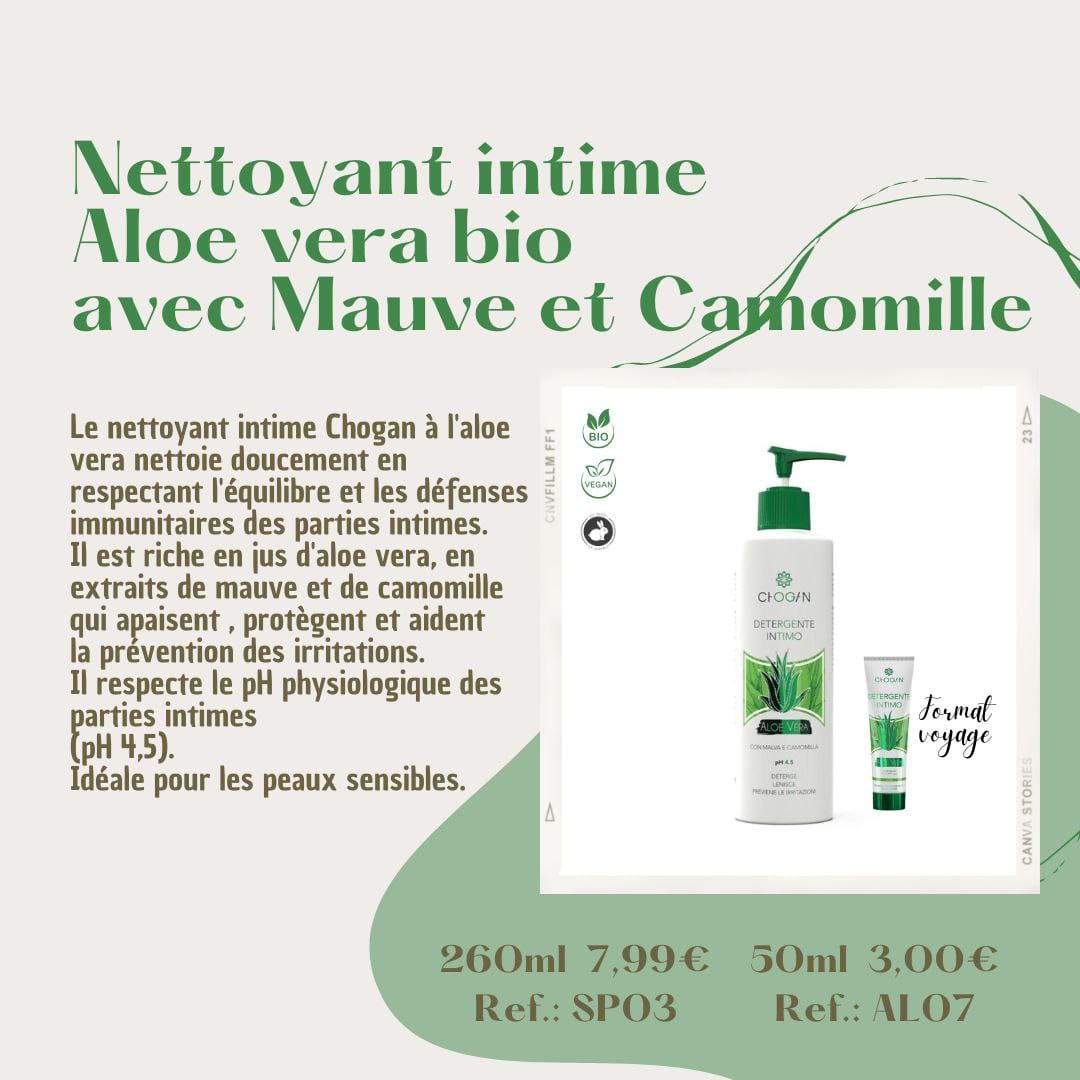 Nettoyant intime
Aloe vera bio
avec Mauve et Camomille
Le nettoyant intime Chogan à l'aloe
vera nettoie doucement en
respectant l'équilibre et les défenses
immunitaires des parties intimes.
Il est riche en jus d'aloe vera, en
extraits de mauve et de camomille
qui apaisent , protègent et aident
la prévention des irritations.
Il respecte le pH physiologique des
parties intimes
(pH 4,5).
Idéale pour les peaux sensibles.
CNVFILLM FF1
BIO
VEGAN
23
CHOGAN
DETERGENTE
INTIMO
ALOE VERA
CON MALVA E CAMOMILLA
pH 4.5
DETERGE
LENISCE
PREVIENE LE IRRITAZIONI
CHOGAN
DETERGENTE
INTIMO
Format
voyage
CANVA STORIES
260ml 7,99€
Ref.: SP03
50ml 3,00€
Ref.: AL07